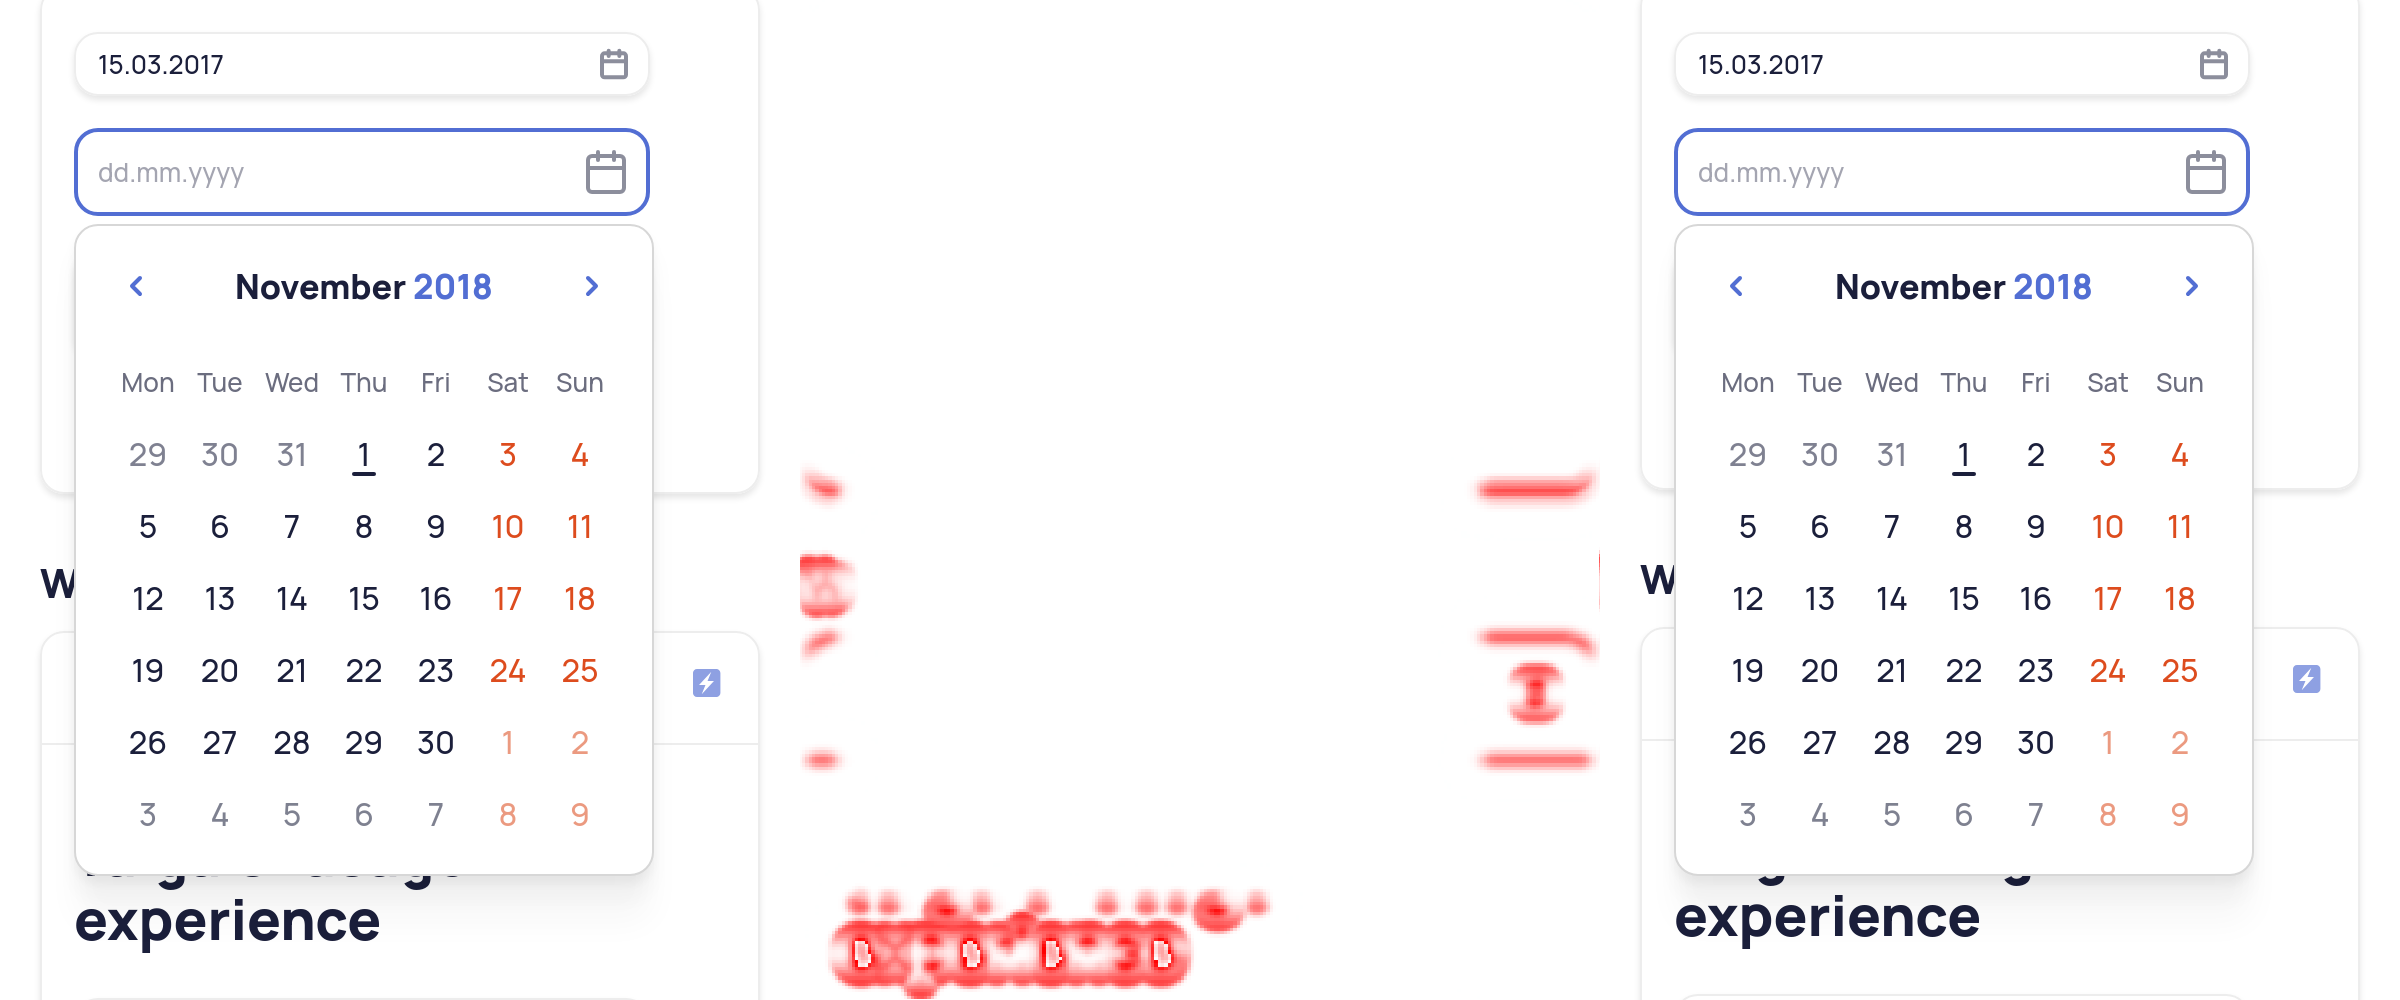 15.03.2017
dd.mm.yyyy
November 2018
Mon Tue Wed Thu Fri Sat Sun
29 30 31 1 2 3 4
5 6 7 8 9 10 11
12 13 14 15 16 17 18
19 20 21 22 23 24 25
26 27 28 29 30 1 2
3 4 5 6 7 8 9
experience
15.03.2017
dd.mm.yyyy
November 2018
Mon Tue Wed Thu Fri Sat Sun
29 30 31 1 2 3 4
5 6 7 8 9 10 11
12 13 14 15 16 17 18
19 20 21 22 23 24 25
26 27 28 29 30 1 2
3 4 5 6 7 8 9
experience